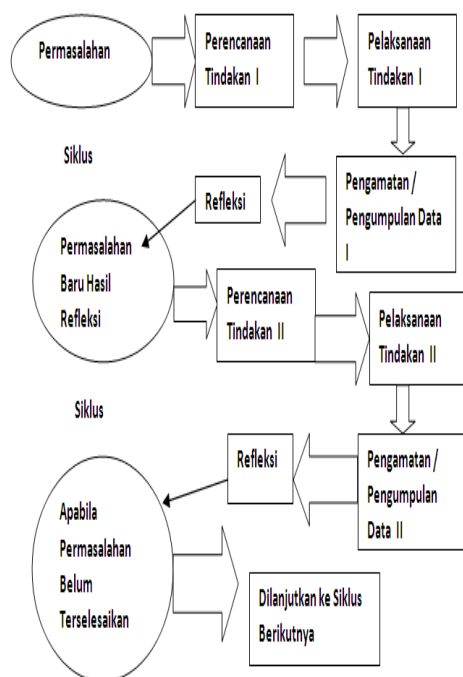 Permasalahan
Perencanaan
Tindakan I
Pelaksanaan
Tindakan I
Siklus
Pengamatan /
Pengumpulan Data
I
Refleksi
Permasalahan
Baru Hasil
Refleksi
Perencanaan
Tindakan II
Pelaksanaan
Tindakan II
Siklus
Pengamatan /
Pengumpulan
Data II
Refleksi
Apabila
Permasalahan
Belum
Terselesaikan
Dilanjutkan ke Siklus
Berikutnya